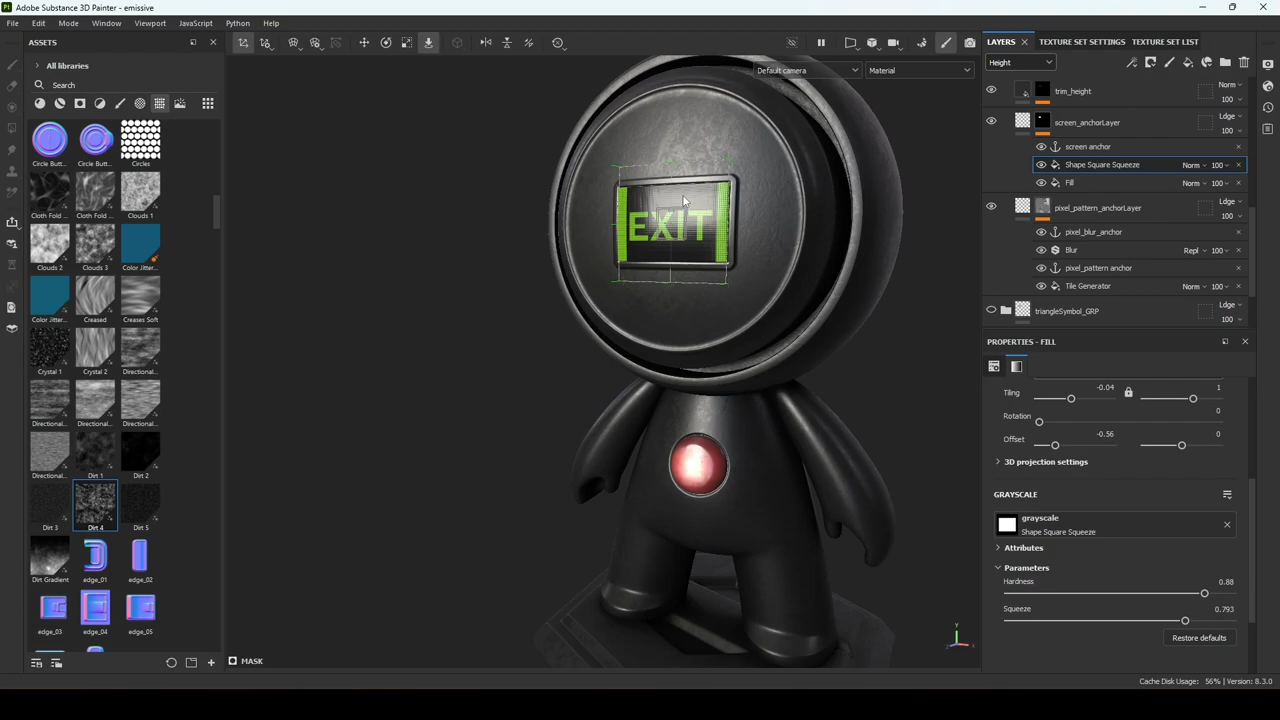 Adobe Substance 3D Painter - emissive
File Edit Mode Window Viewport JavaScript Python Help
ASSETS
All libraries
Search
Circle Butt...
Circle Butt...
Circles
Cloth Fold ...
Cloth Fold ...
Clouds 1
Clouds 2
Clouds 3
Color Jitter...
Color Jitter...
Creased
Creases Soft
Crystal 1
Crystal 2
Directional...
Directional...
Directional...
Directional...
Directional...
Dirt 1
Dirt 2
Dirt 3
Dirt 4
Dirt 5
Dirt Gradient
edge_01
edge_02
edge_03
edge_04
edge_05
Default camera
Material
EXIT
MASK
Y
LAYERS
TEXTURE SET SETTINGS
TEXTURE SET LIST
Height
trim_height
Norm
100
screen_anchorLayer
Ldge
100
screen anchor
Shape Square Squeeze Norm 100
Fill Norm 100
pixel_pattern_anchorLayer
Ldge
100
pixel_blur_anchor
Blur Repl 100
pixel_pattern anchor
Tile Generator Norm 100
triangleSymbol_GRP
Ldge
100
PROPERTIES - FILL
Tiling -0.04 1
Rotation 0
Offset -0.56 0
3D projection settings
GRAYSCALE
grayscale
Shape Square Squeeze
Attributes
Parameters
Hardness 0.88
Squeeze 0.793
Restore defaults
Cache Disk Usage: 56% | Version: 8.3.0